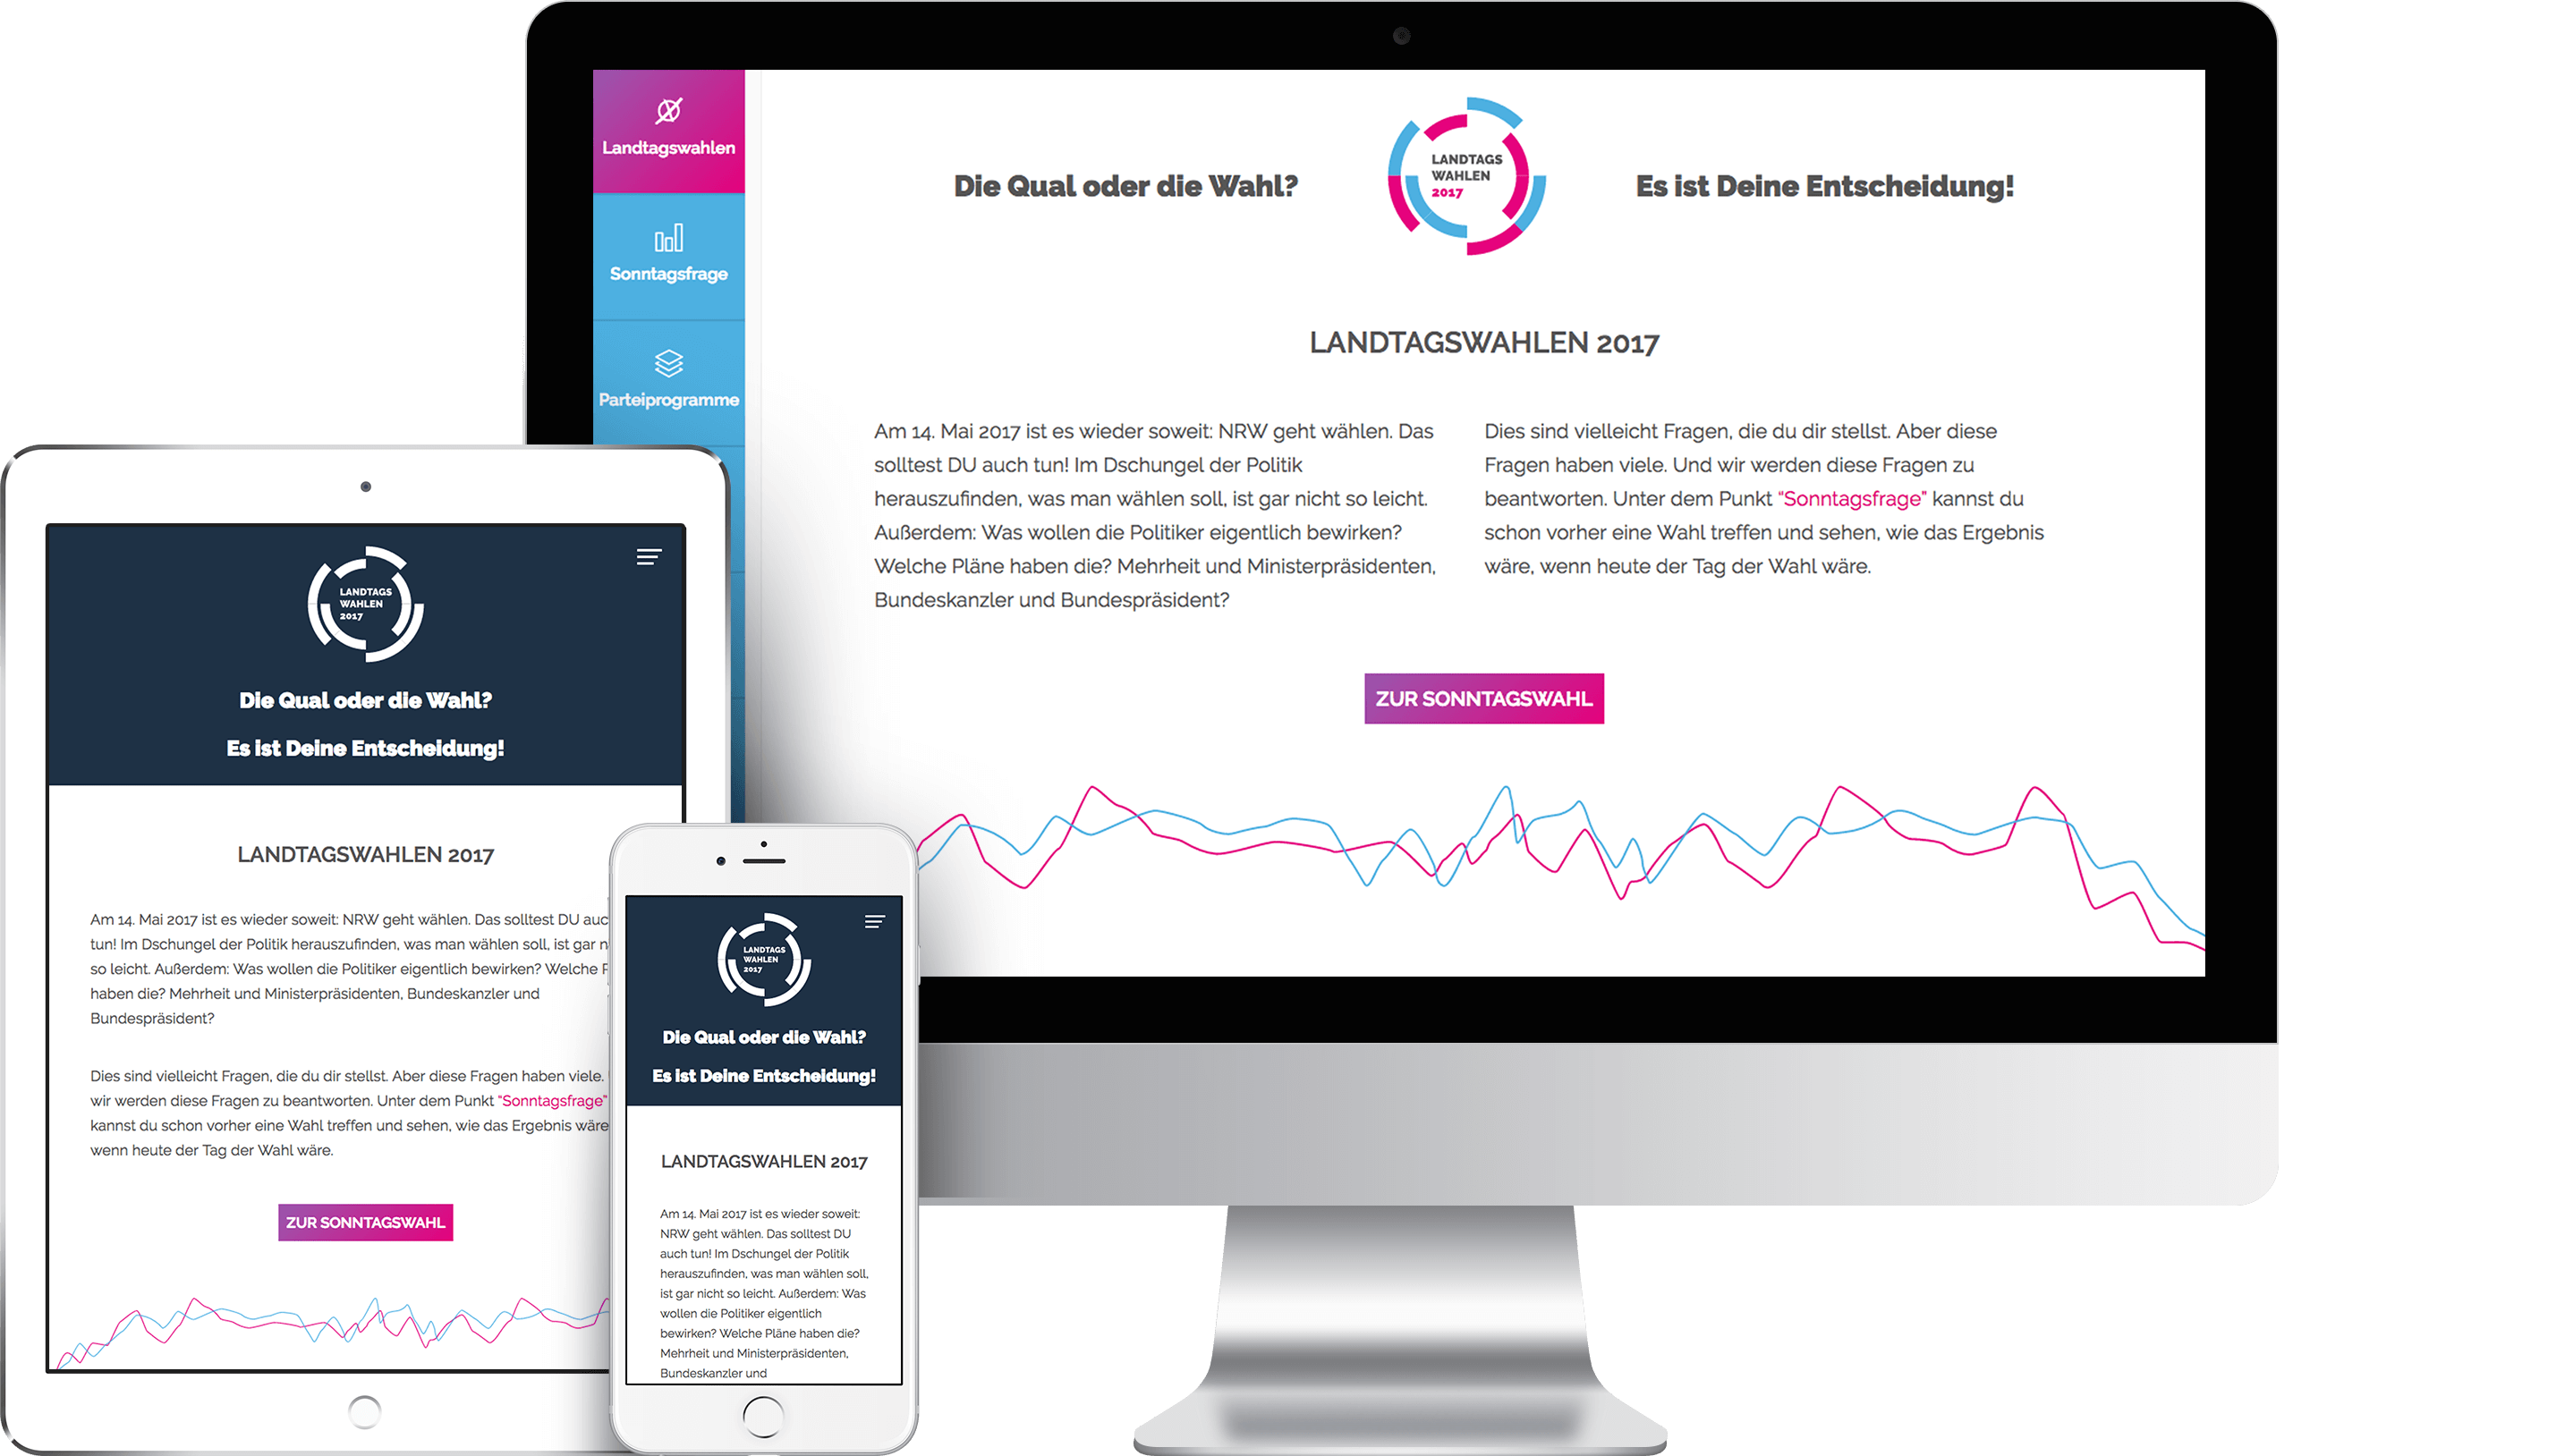 Landtagswahlen
Sonntagsfrage
Parteiprogramme
Die Qual oder die Wahl?
LANDTAGS
WAHLEN
2017
Es ist Deine Entscheidung!
LANDTAGSWAHLEN 2017
Am 14. Mai 2017 ist es wieder soweit: NRW geht wählen. Das
solltest DU auch tun! Im Dschungel der Politik
herauszufinden, was man wählen soll, ist gar nicht so leicht.
Außerdem: Was wollen die Politiker eigentlich bewirken?
Welche Pläne haben die? Mehrheit und Ministerpräsidenten,
Bundeskanzler und Bundespräsident?
Dies sind vielleicht Fragen, die du dir stellst. Aber diese
Fragen haben viele. Und wir werden diese Fragen zu
beantworten. Unter dem Punkt “Sonntagsfrage” kannst du
schon vorher eine Wahl treffen und sehen, wie das Ergebnis
wäre, wenn heute der Tag der Wahl wäre.
ZUR SONNTAGSWAHL
LANDTAGS
WAHLEN
2017
Die Qual oder die Wahl?
Es ist Deine Entscheidung!
LANDTAGSWAHLEN 2017
Am 14. Mai 2017 ist es wieder soweit: NRW geht wählen. Das solltest DU
tun! Im Dschungel der Politik herauszufinden, was man wählen soll, ist gar
so leicht. Außerdem: Was wollen die Politiker eigentlich bewirken? Welche
haben die? Mehrheit und Ministerpräsidenten, Bundeskanzler und
Bundespräsident?
Dies sind vielleicht Fragen, die du dir stellst. Aber diese Fragen haben viele.
wir werden diese Fragen zu beantworten. Unter dem Punkt “Sonntagsfrage”
kannst du schon vorher eine Wahl treffen und sehen, wie das Ergebnis wäre
wenn heute der Tag der Wahl wäre.
ZUR SONNTAGSWAHL
LANDTAGS
WAHLEN
2017
Die Qual oder die Wahl?
Es ist Deine Entscheidung!
LANDTAGSWAHLEN 2017
Am 14. Mai 2017 ist es wieder soweit:
NRW geht wählen. Das solltest DU
auch tun! Im Dschungel der Politik
herauszufinden, was man wählen soll,
ist gar nicht so leicht. Außerdem: Was
wollen die Politiker eigentlich
bewirken? Welche Pläne haben die?
Mehrheit und Ministerpräsidenten,
Bundeskanzler und